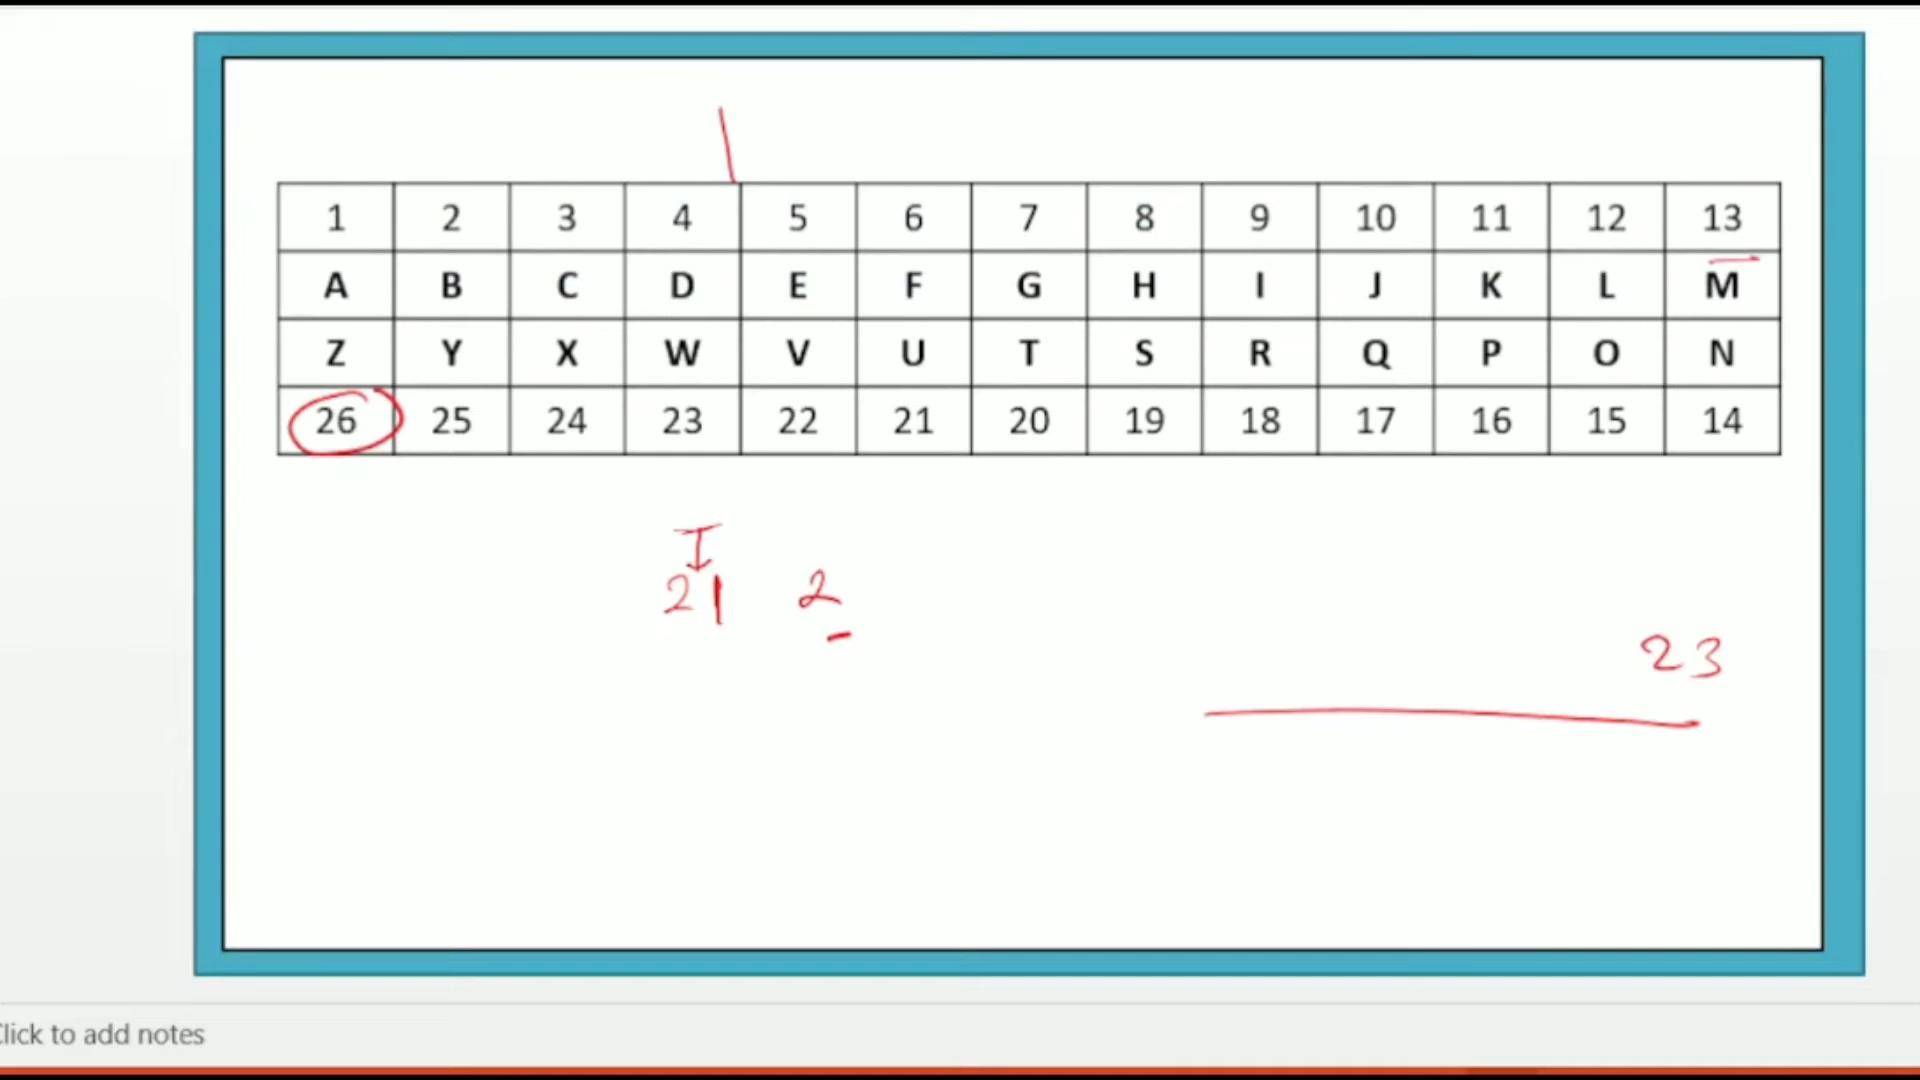 1 2 3 4 5 6 7 8 9 10 11 12 13
A B C D E F G H I J K L M
Z Y X W V U T S R Q P O N
26 25 24 23 22 21 20 19 18 17 16 15 14
I
21 2
23
Click to add notes